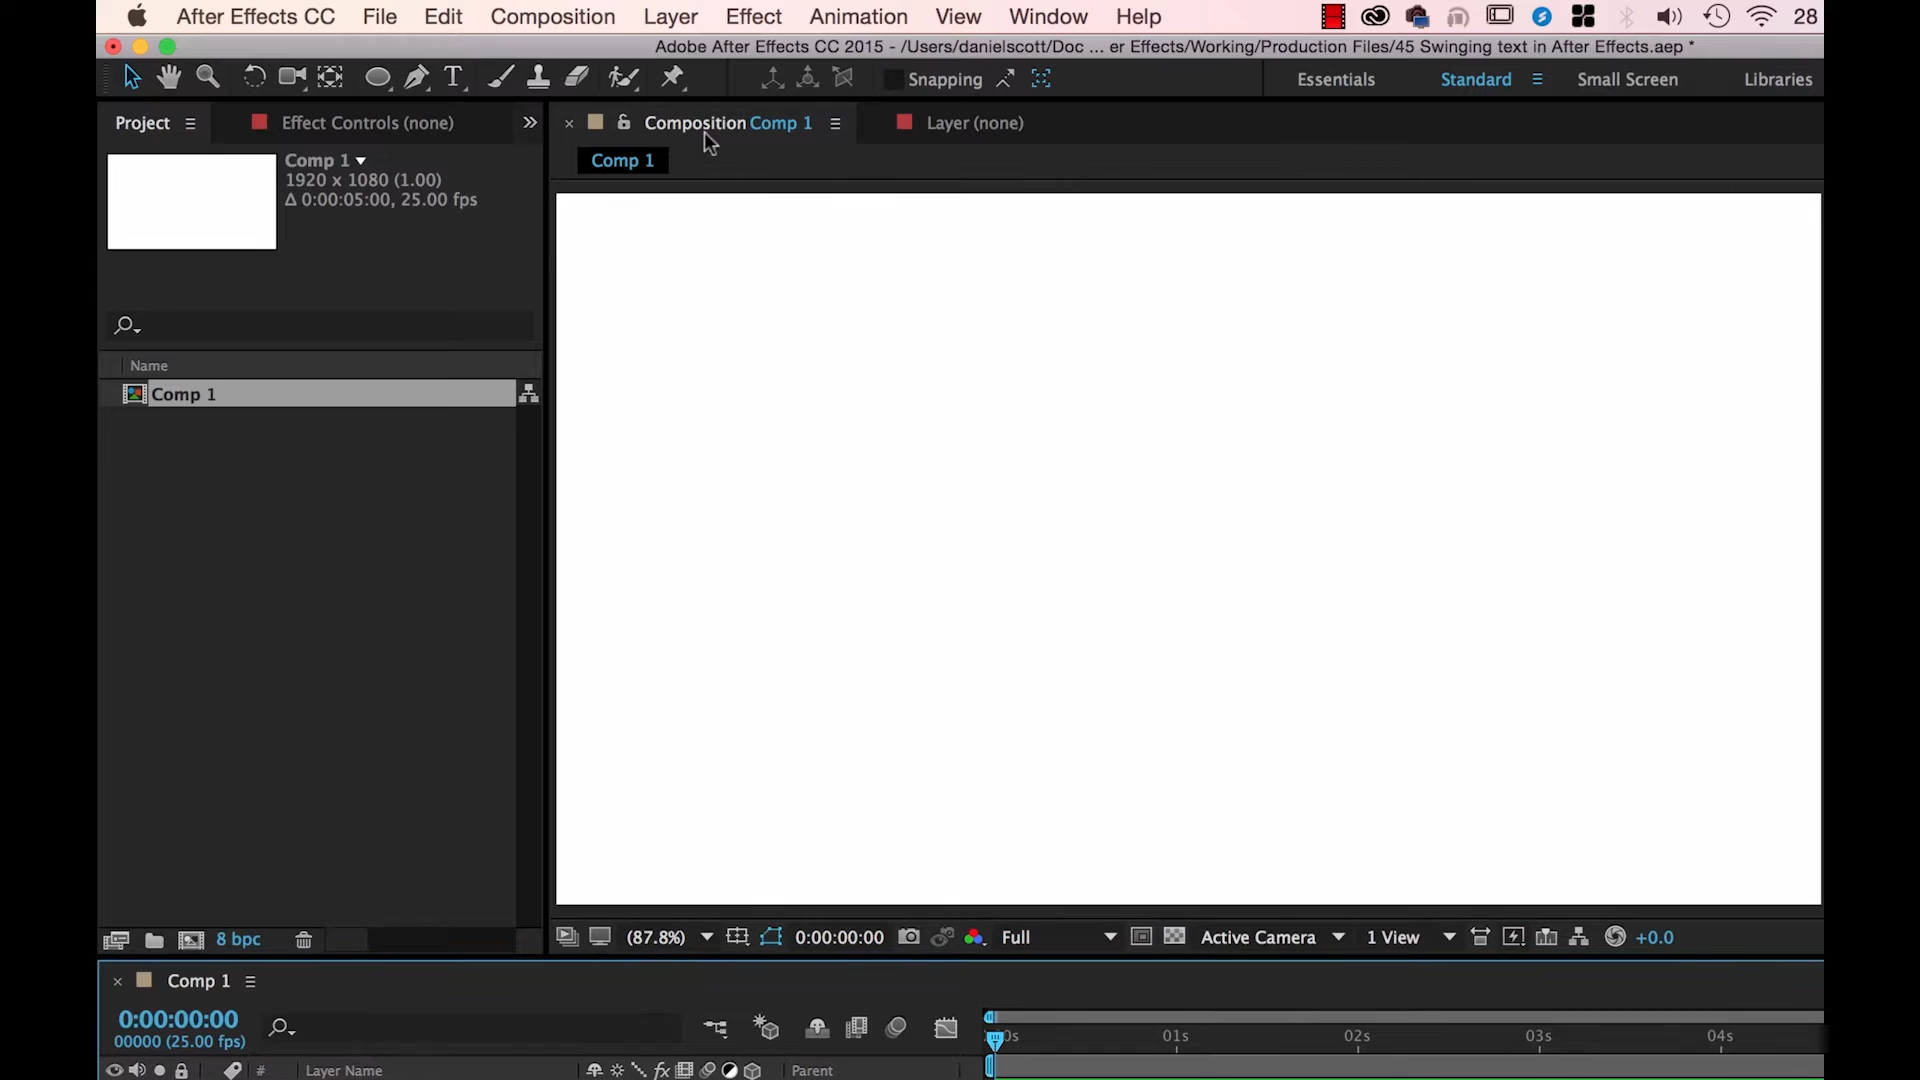 After Effects CC File Edit Composition Layer Effect Animation View Window Help 28
Adobe After Effects CC 2015 - /Users/danielscott/Doc ... er Effects/Working/Production Files/45 Swinging text in After Effects.aep *
T Snapping Essentials Standard Small Screen Libraries
Project Effect Controls (none) » × Composition Comp 1 Layer (none)
Comp 1
Comp 1
1920 x 1080 (1.00)
Δ 0:00:05:00, 25.00 fps
Name
Comp 1
8 bpc
(87.8%) 0:00:00:00 Full Active Camera 1 View +0.0
× Comp 1
0:00:00:00
00000 (25.00 fps)
0s 01s 02s 03s 04s
# Layer Name fx Parent